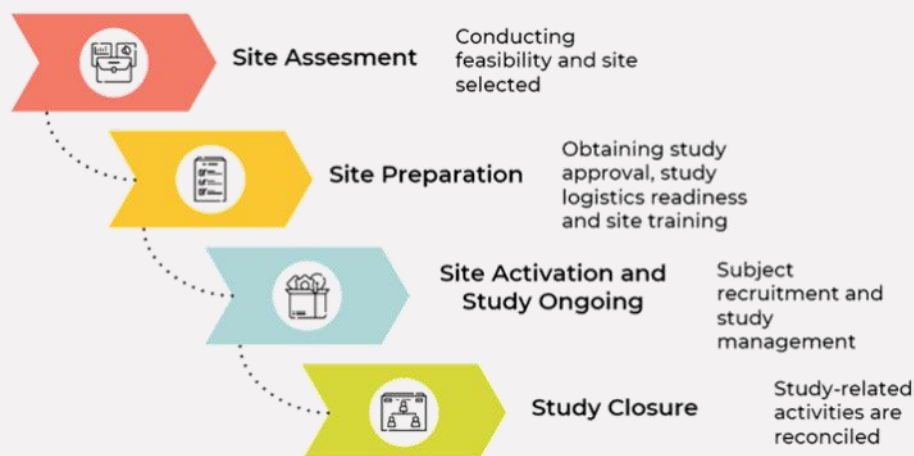 Site Assesment
Conducting
feasibility and site
selected
Site Preparation
Obtaining study
approval, study
logistics readiness
and site training
Site Activation and
Study Ongoing
Subject
recruitment and
study
management
Study Closure
Study-related
activities are
reconciled